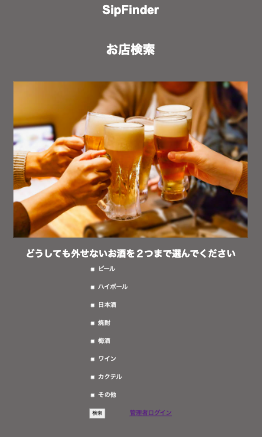 SipFinder
お店検索
どうしても外せないお酒を２つまで選んでください
ビール
ハイボール
日本酒
焼酎
梅酒
ワイン
カクテル
その他
検索 管理者ログイン